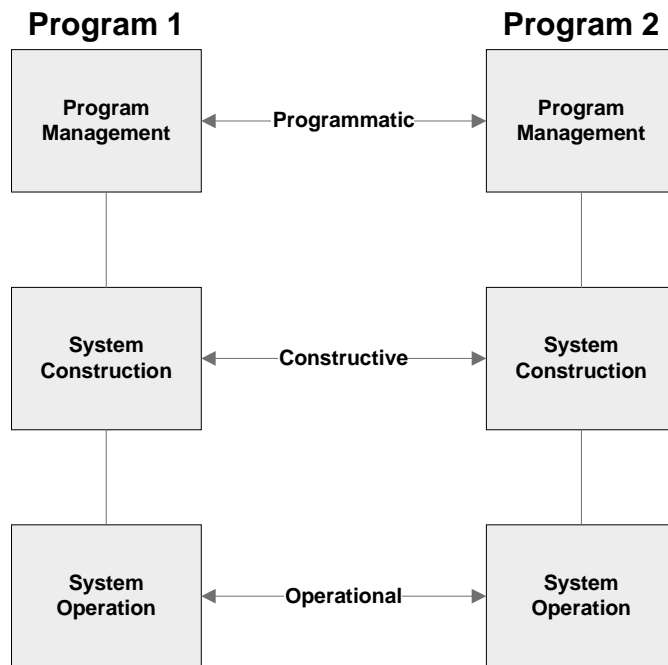 Program 1
Program 2
Program
Management
Programmatic
Program
Management
System
Construction
Constructive
System
Construction
System
Operation
Operational
System
Operation